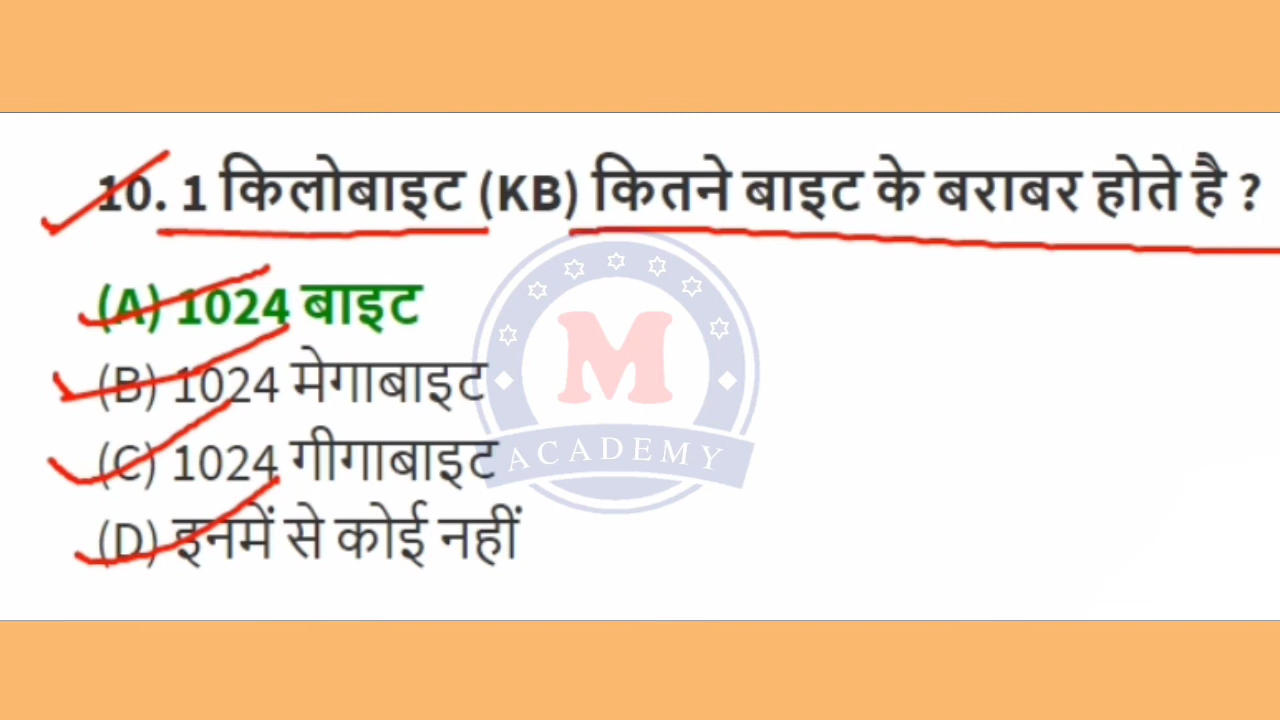 10. 1 किलोबाइट (KB) कितने बाइट के बराबर होते है ?
(A) 1024 बाइट
(B) 1024 मेगाबाइट
(C) 1024 गीगाबाइट
(D) इनमें से कोई नहीं
M
ACADEMY